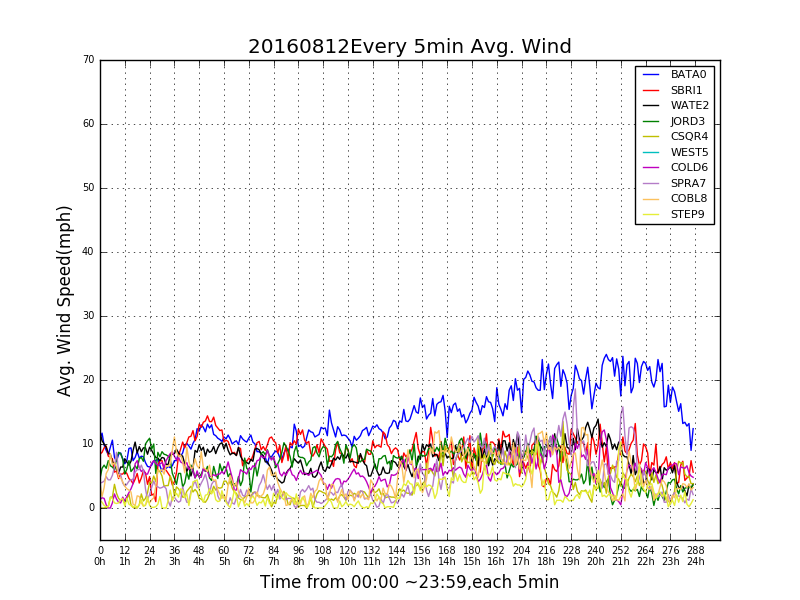 20160812Every 5min Avg. Wind
70
60
50
40
30
20
10
0
Avg. Wind Speed(mph)
BATA0
SBRI1
WATE2
JORD3
CSQR4
WEST5
COLD6
SPRA7
COBL8
STEP9
0 12 24 36 48 60 72 84 96 108 120 132 144 156 168 180 192 204 216 228 240 252 264 276 288
0h 1h 2h 3h 4h 5h 6h 7h 8h 9h 10h 11h 12h 13h 14h 15h 16h 17h 18h 19h 20h 21h 22h 23h 24h
Time from 00:00 ~23:59,each 5min